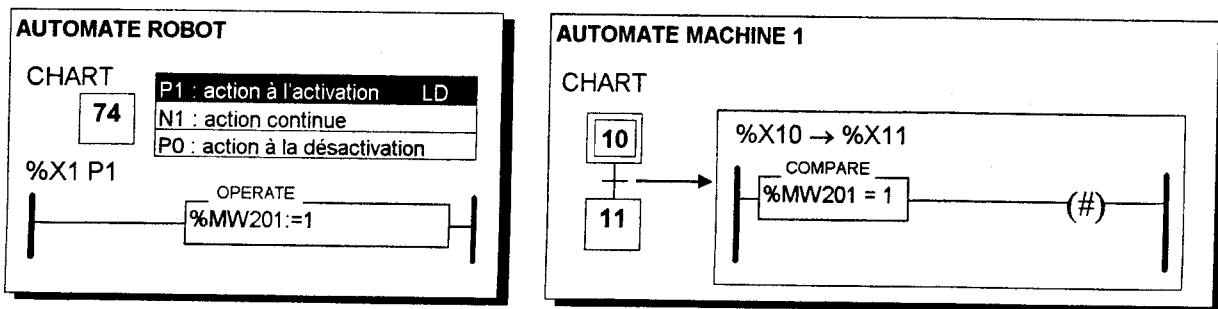 AUTOMATE ROBOT
CHART
74
P1 : action à l'activation LD
N1 : action continue
P0 : action à la désactivation
%X1 P1
OPERATE
%MW201:=1
AUTOMATE MACHINE 1
CHART
10
11
%X10 → %X11
COMPARE
%MW201 = 1
(#)